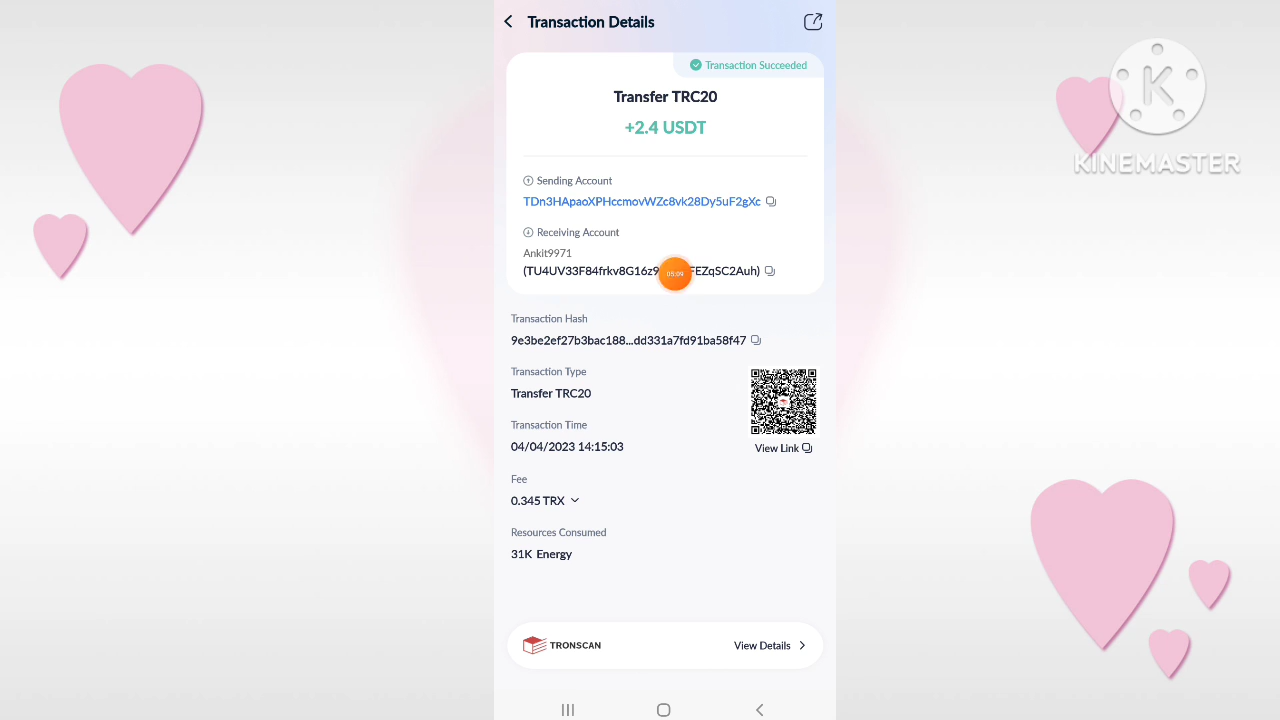 Transaction Details
Transaction Succeeded
Transfer TRC20
+2.4 USDT
Sending Account
TDn3HApaoXPHccmovWZc8vk28Dy5uF2gXc
Receiving Account
Ankit9971
(TU4UV33F84frkv8G16z9 FEZqSC2Auh)
05:09
Transaction Hash
9e3be2ef27b3bac188...dd331a7fd91ba58f47
Transaction Type
Transfer TRC20
Transaction Time
04/04/2023 14:15:03
View Link
Fee
0.345 TRX
Resources Consumed
31K Energy
TRONSCAN
View Details
K
KINEMASTER